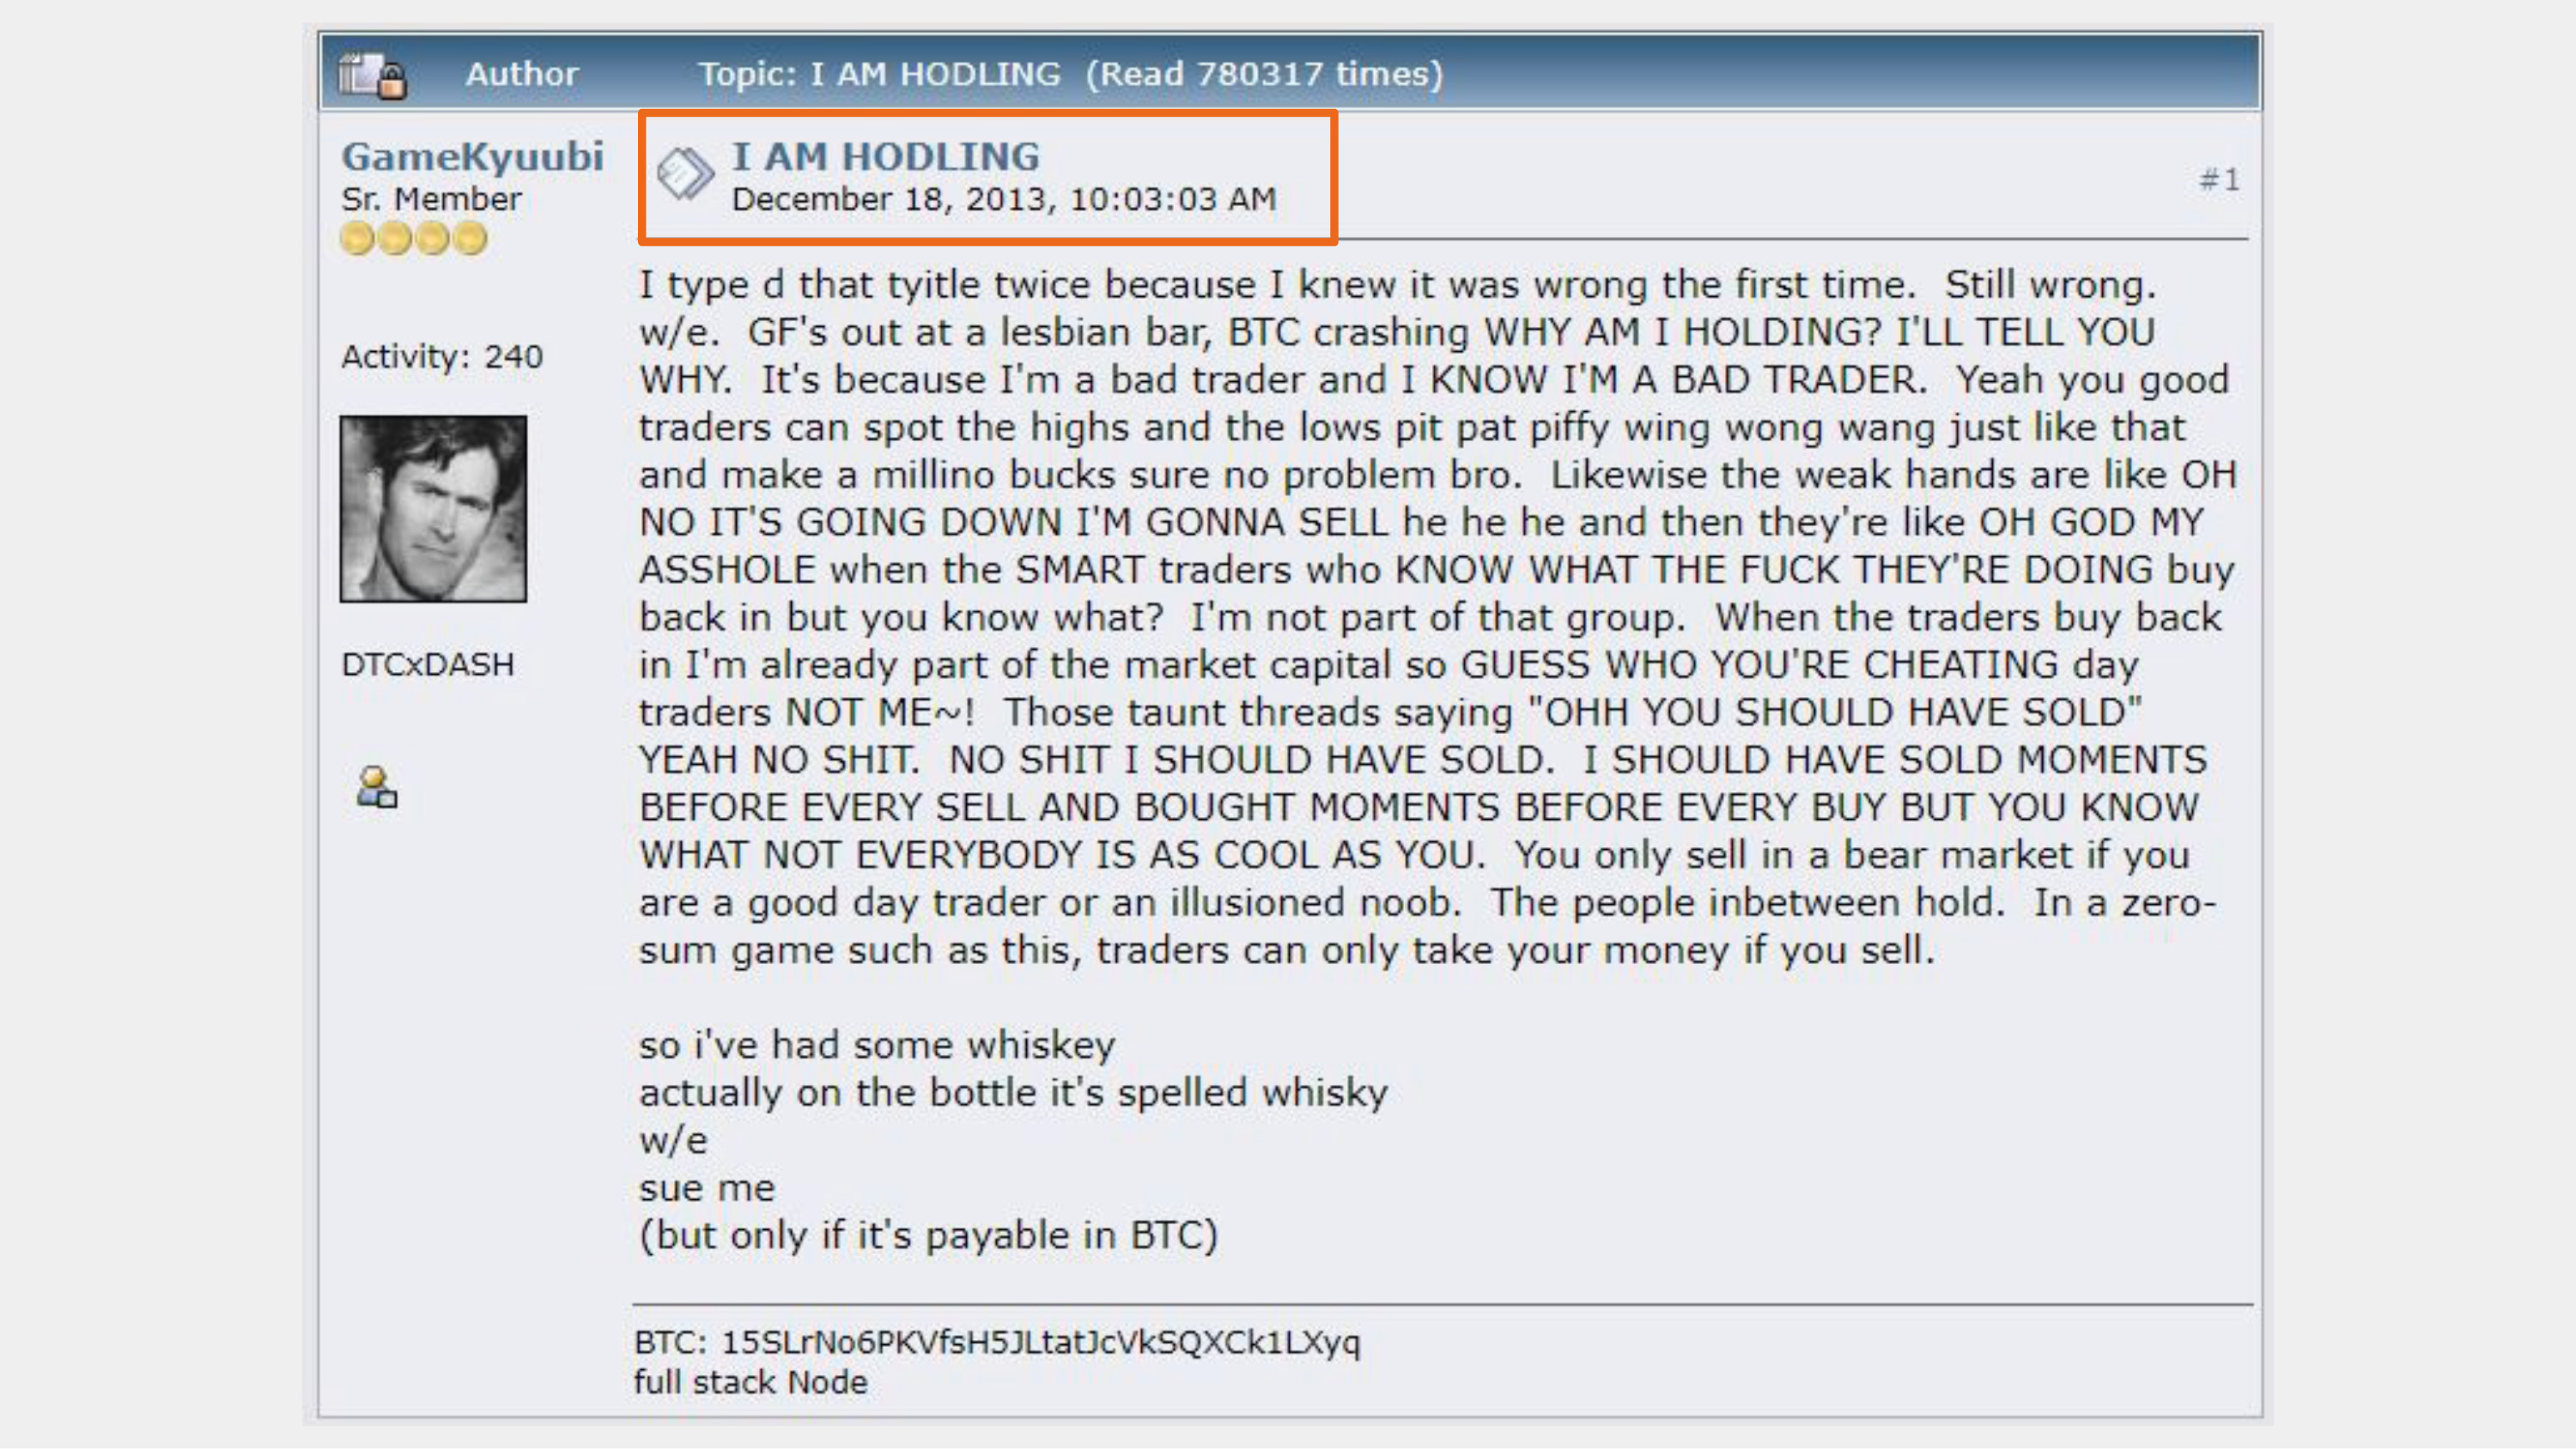 Author Topic: I AM HODLING (Read 780317 times)
GameKyuubi
Sr. Member
Activity: 240
DTCxDASH
I AM HODLING
December 18, 2013, 10:03:03 AM
#1
I type d that tyitle twice because I knew it was wrong the first time. Still wrong.
w/e. GF's out at a lesbian bar, BTC crashing WHY AM I HOLDING? I'LL TELL YOU
WHY. It's because I'm a bad trader and I KNOW I'M A BAD TRADER. Yeah you good
traders can spot the highs and the lows pit pat piffy wing wong wang just like that
and make a millino bucks sure no problem bro. Likewise the weak hands are like OH
NO IT'S GOING DOWN I'M GONNA SELL he he he and then they're like OH GOD MY
ASSHOLE when the SMART traders who KNOW WHAT THE FUCK THEY'RE DOING buy
back in but you know what? I'm not part of that group. When the traders buy back
in I'm already part of the market capital so GUESS WHO YOU'RE CHEATING day
traders NOT ME~! Those taunt threads saying "OHH YOU SHOULD HAVE SOLD"
YEAH NO SHIT. NO SHIT I SHOULD HAVE SOLD. I SHOULD HAVE SOLD MOMENTS
BEFORE EVERY SELL AND BOUGHT MOMENTS BEFORE EVERY BUY BUT YOU KNOW
WHAT NOT EVERYBODY IS AS COOL AS YOU. You only sell in a bear market if you
are a good day trader or an illusioned noob. The people inbetween hold. In a zero-
sum game such as this, traders can only take your money if you sell.
so i've had some whiskey
actually on the bottle it's spelled whisky
w/e
sue me
(but only if it's payable in BTC)
BTC: 15SLrNo6PKVfsH5JLtatJcVkSQXCk1LXyq
full stack Node